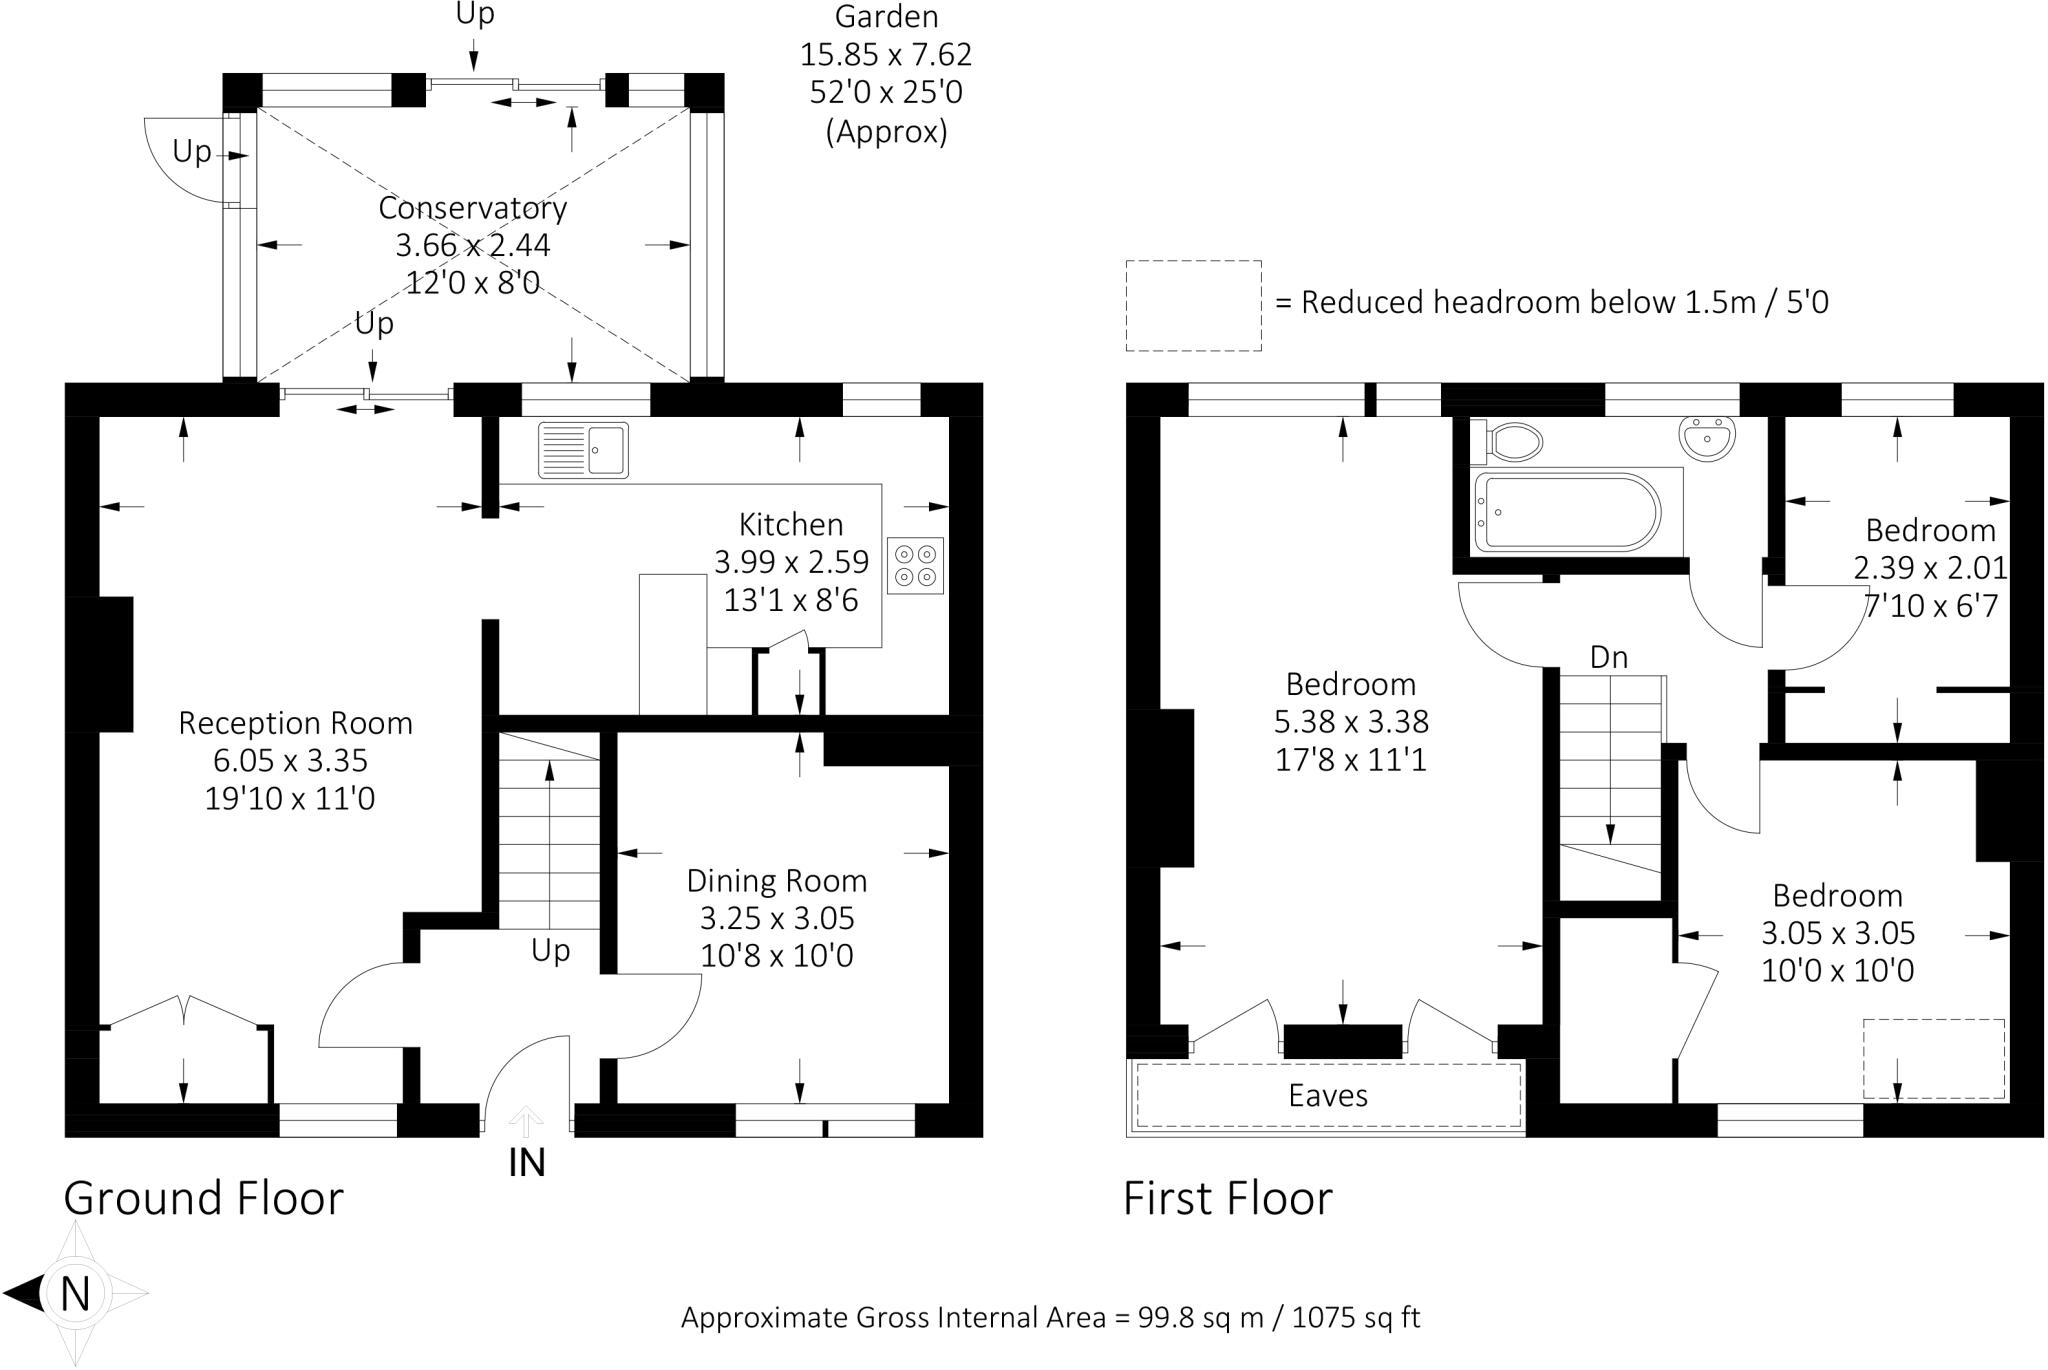 Up
Garden
15.85 x 7.62
52'0 x 25'0
(Approx)
Up
Conservatory
3.66 x 2.44
12'0 x 8'0
Up
= Reduced headroom below 1.5m / 5'0
Kitchen
3.99 x 2.59
13'1 x 8'6
Reception Room
6.05 x 3.35
19'10 x 11'0
Dining Room
3.25 x 3.05
10'8 x 10'0
Up
IN
Ground Floor
Bedroom
2.39 x 2.01
7'10 x 6'7
Dn
Bedroom
5.38 x 3.38
17'8 x 11'1
Bedroom
3.05 x 3.05
10'0 x 10'0
Eaves
First Floor
N
Approximate Gross Internal Area = 99.8 sq m / 1075 sq ft